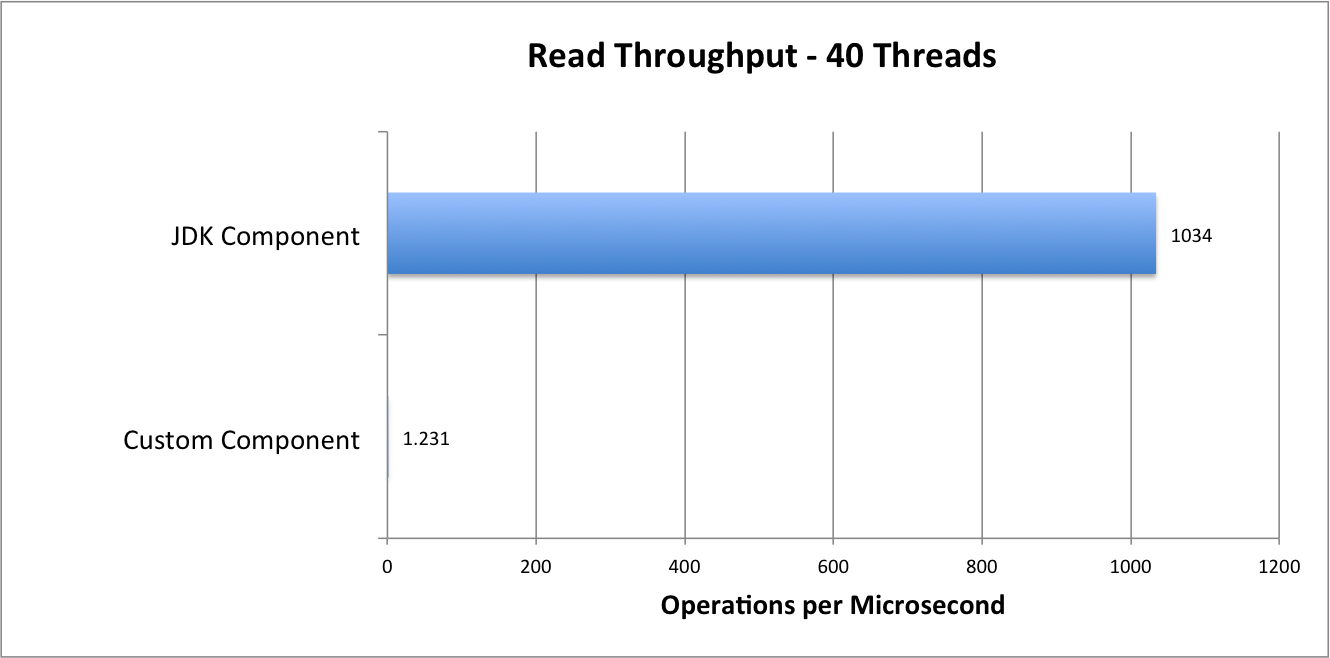 Read Throughput - 40 Threads
JDK Component
1034
Custom Component
1.231
0 200 400 600 800 1000 1200
Operations per Microsecond